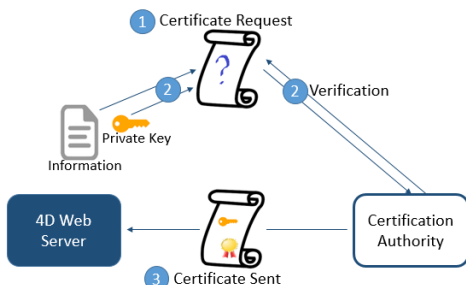 1 Certificate Request
?
2
2 Verification
Private Key
Information
4D Web
Server
Certification
Authority
3 Certificate Sent